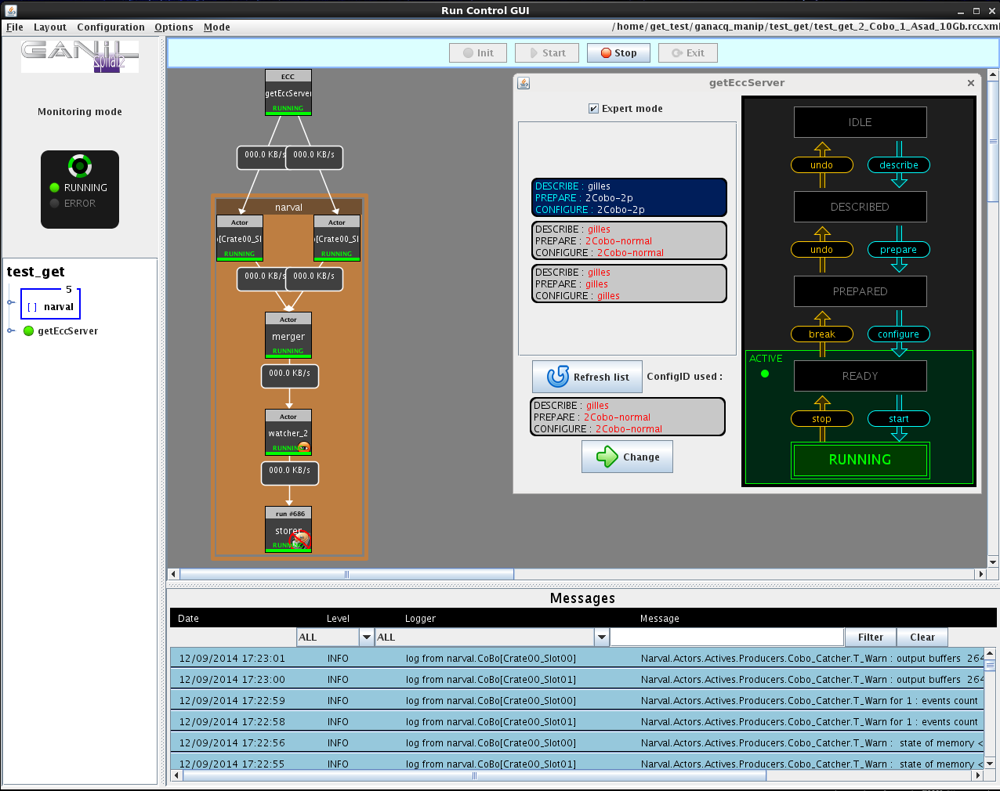 Run Control GUI
File Layout Configuration Options Mode
/home/get_test/ganacq_manip/test_get/test_get_2_Cobo_1_Asad_10Gb.rcc.xml
GANIL
spiral2
Monitoring mode
RUNNING
ERROR
test_get
5
[ ] narval
getEccServer
Init Start Stop Exit
ECC
getEccServer
RUNNING
000.0 KB/s 000.0 KB/s
narval
Actor Actor
[Crate00_Sl [Crate00_Sl
RUNNING RUNNING
000.0 KB/s 000.0 KB/s
Actor
merger
RUNNING
000.0 KB/s
Actor
watcher_2
RUNNING
000.0 KB/s
run #686
storer
RUNNING
getEccServer
Expert mode
DESCRIBE : gilles
PREPARE : 2Cobo-2p
CONFIGURE : 2Cobo-2p
DESCRIBE : gilles
PREPARE : 2Cobo-normal
CONFIGURE : 2Cobo-normal
DESCRIBE : gilles
PREPARE : gilles
CONFIGURE : gilles
Refresh list ConfigID used :
DESCRIBE : gilles
PREPARE : 2Cobo-normal
CONFIGURE : 2Cobo-normal
Change
IDLE
undo describe
DESCRIBED
undo prepare
PREPARED
break configure
ACTIVE
READY
stop start
RUNNING
Messages
Date Level Logger Message
ALL ALL Filter Clear
12/09/2014 17:23:01 INFO log from narval.CoBo[Crate00_Slot00] Narval.Actors.Actives.Producers.Cobo_Catcher.T_Warn : output buffers 264
12/09/2014 17:23:00 INFO log from narval.CoBo[Crate00_Slot01] Narval.Actors.Actives.Producers.Cobo_Catcher.T_Warn : output buffers 264
12/09/2014 17:22:59 INFO log from narval.CoBo[Crate00_Slot00] Narval.Actors.Actives.Producers.Cobo_Catcher.T_Warn for 1 : events count
12/09/2014 17:22:58 INFO log from narval.CoBo[Crate00_Slot01] Narval.Actors.Actives.Producers.Cobo_Catcher.T_Warn for 1 : events count
12/09/2014 17:22:56 INFO log from narval.CoBo[Crate00_Slot00] Narval.Actors.Actives.Producers.Cobo_Catcher.T_Warn : state of memory <
12/09/2014 17:22:55 INFO log from narval.CoBo[Crate00_Slot01] Narval.Actors.Actives.Producers.Cobo_Catcher.T_Warn : state of memory <